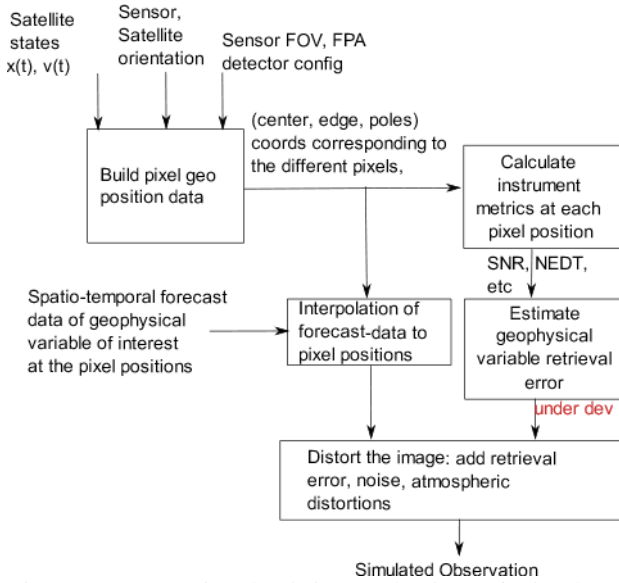 Satellite
states
x(t), v(t)
Sensor,
Satellite
orientation
Sensor FOV, FPA
detector config
Build pixel geo
position data
(center, edge, poles)
coords corresponding to
the different pixels,
Calculate
instrument
metrics at each
pixel position
SNR, NEDT,
etc
Spatio-temporal forecast
data of geophysical
variable of interest
at the pixel positions
Interpolation of
forecast-data to
pixel positions
Estimate
geophysical
variable retrieval
error
under dev
Distort the image: add retrieval
error, noise, atmospheric
distortions
Simulated Observation